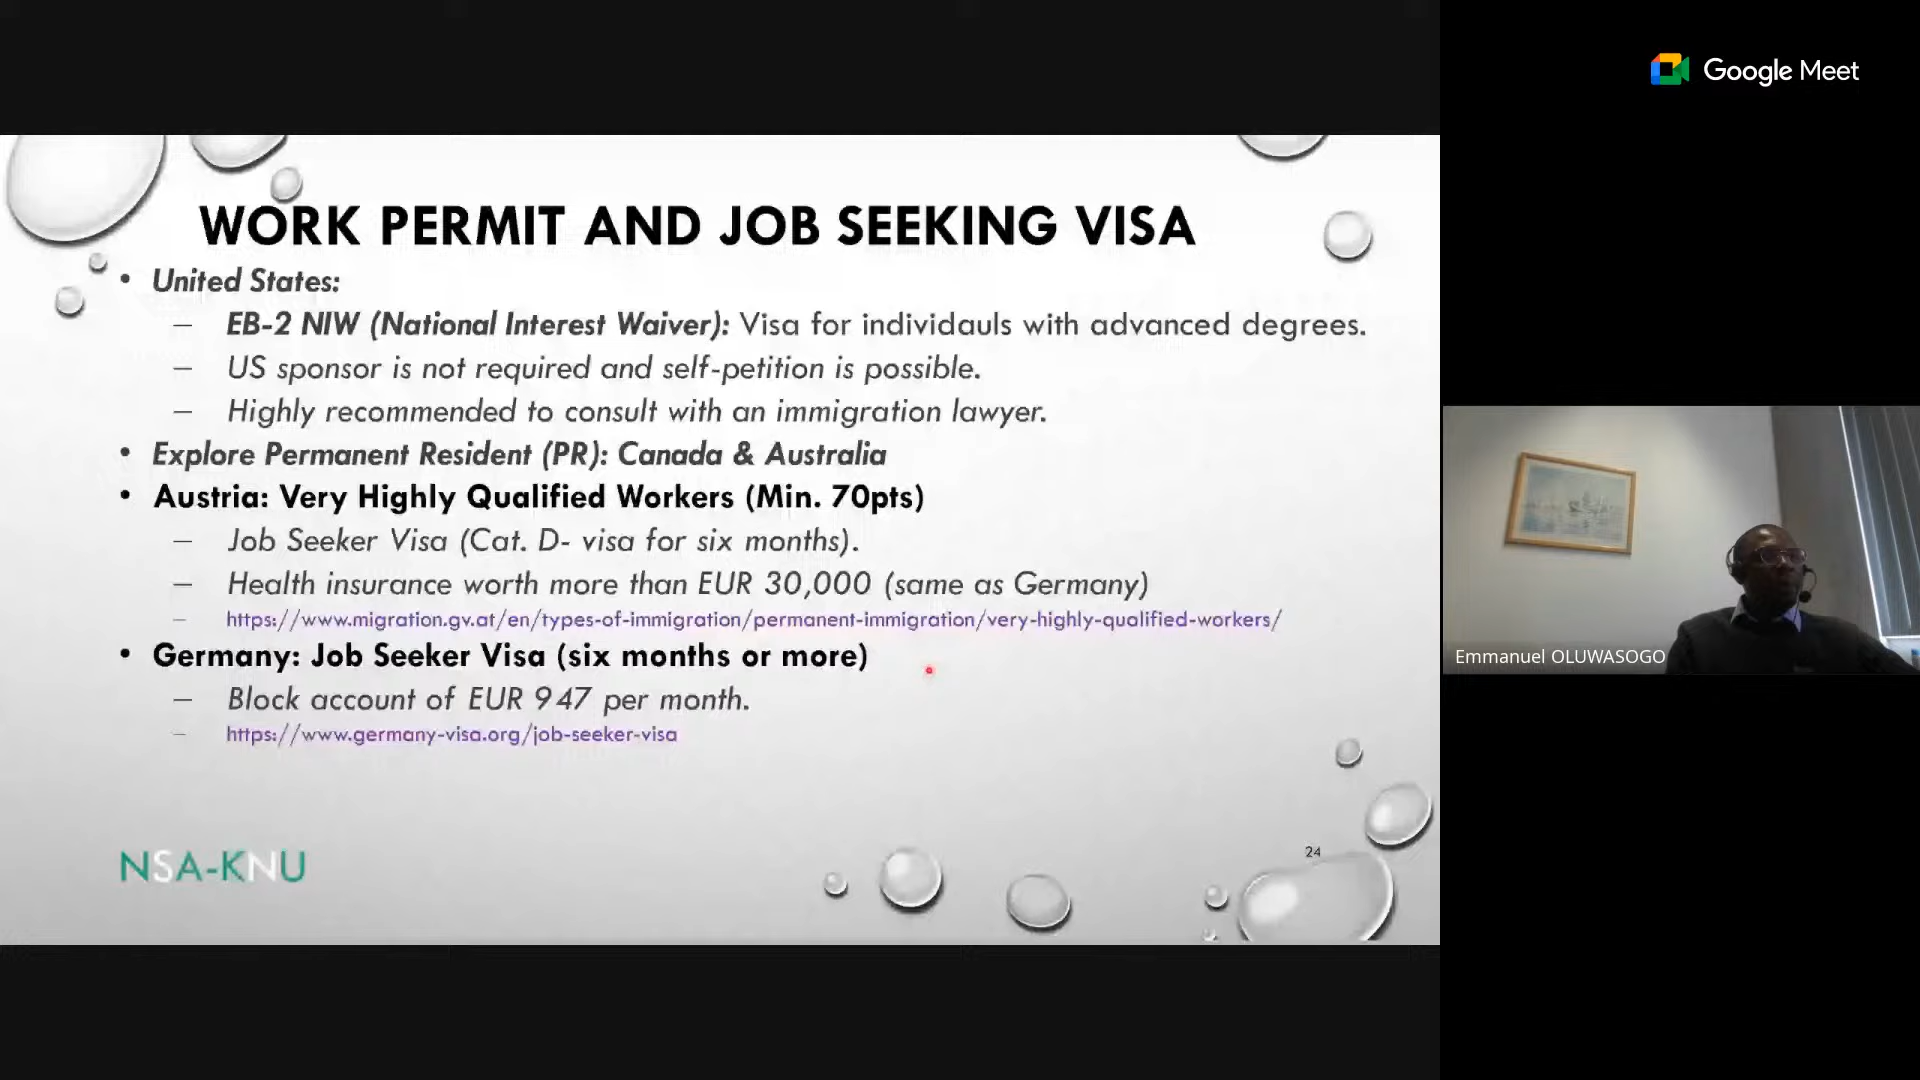 Google Meet
WORK PERMIT AND JOB SEEKING VISA
• United States:
– EB-2 NIW (National Interest Waiver): Visa for individauls with advanced degrees.
– US sponsor is not required and self-petition is possible.
– Highly recommended to consult with an immigration lawyer.
• Explore Permanent Resident (PR): Canada & Australia
• Austria: Very Highly Qualified Workers (Min. 70pts)
– Job Seeker Visa (Cat. D- visa for six months).
– Health insurance worth more than EUR 30,000 (same as Germany)
– https://www.migration.gv.at/en/types-of-immigration/permanent-immigration/very-highly-qualified-workers/
• Germany: Job Seeker Visa (six months or more)
– Block account of EUR 947 per month.
– https://www.germany-visa.org/job-seeker-visa
NSA-KNU
24
Emmanuel OLUWASOGO